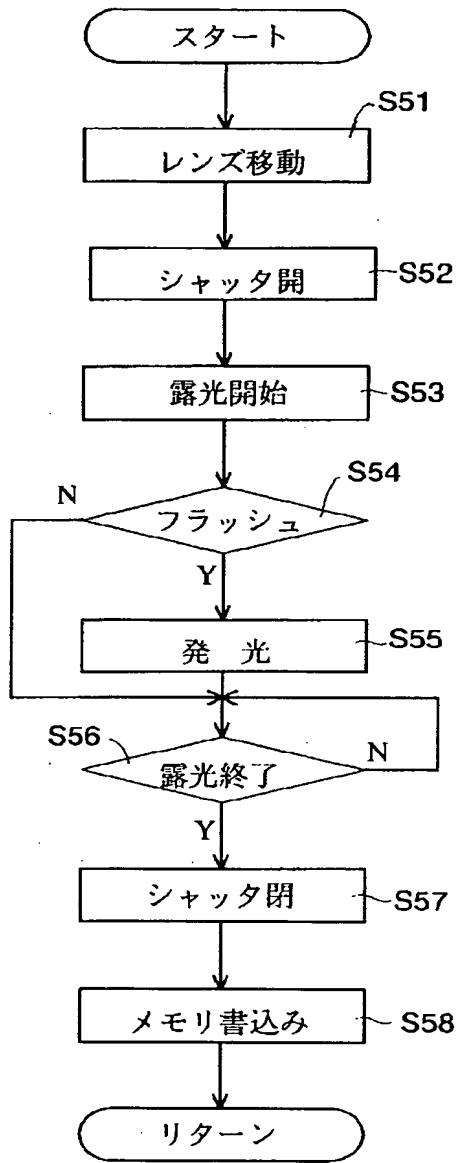 スタート
S51
レンズ移動
シャッタ開
S52
露光開始
S53
S54
N
フラッシュ
Y
発 光
S55
S56
露光終了
N
Y
シャッタ閉
S57
メモリ書込み
S58
リターン